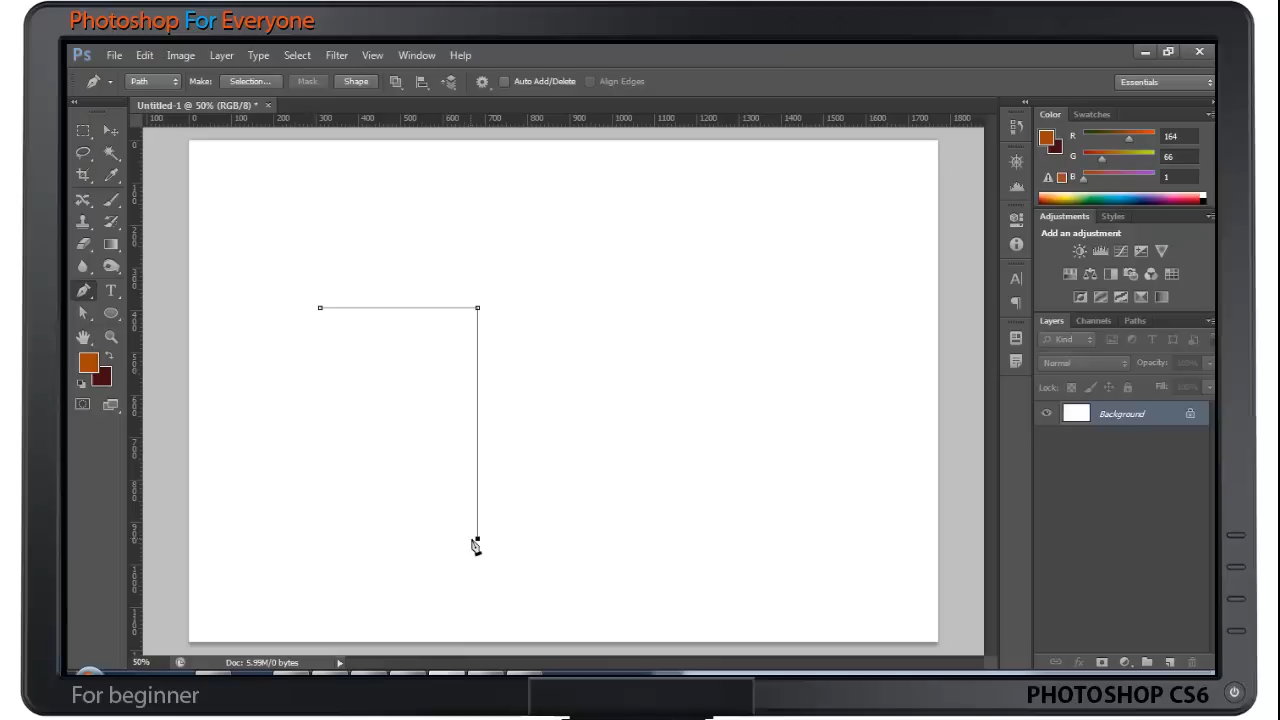 Photoshop For Everyone
Ps File Edit Image Layer Type Select Filter View Window Help
Path Make: Selection... Mask Shape Auto Add/Delete Align Edges Essentials
Untitled-1 @ 50% (RGB/8) * ×
100 0 100 200 300 400 500 600 700 800 900 1000 1100 1200 1300 1400 1500 1600 1700 1800
Color Swatches
R 164
G 66
B 1
Adjustments Styles
Add an adjustment
Layers Channels Paths
Kind
Normal Opacity: 100%
Lock: Fill: 100%
Background
50% Doc: 5.99M/0 bytes
For beginner
PHOTOSHOP CS6